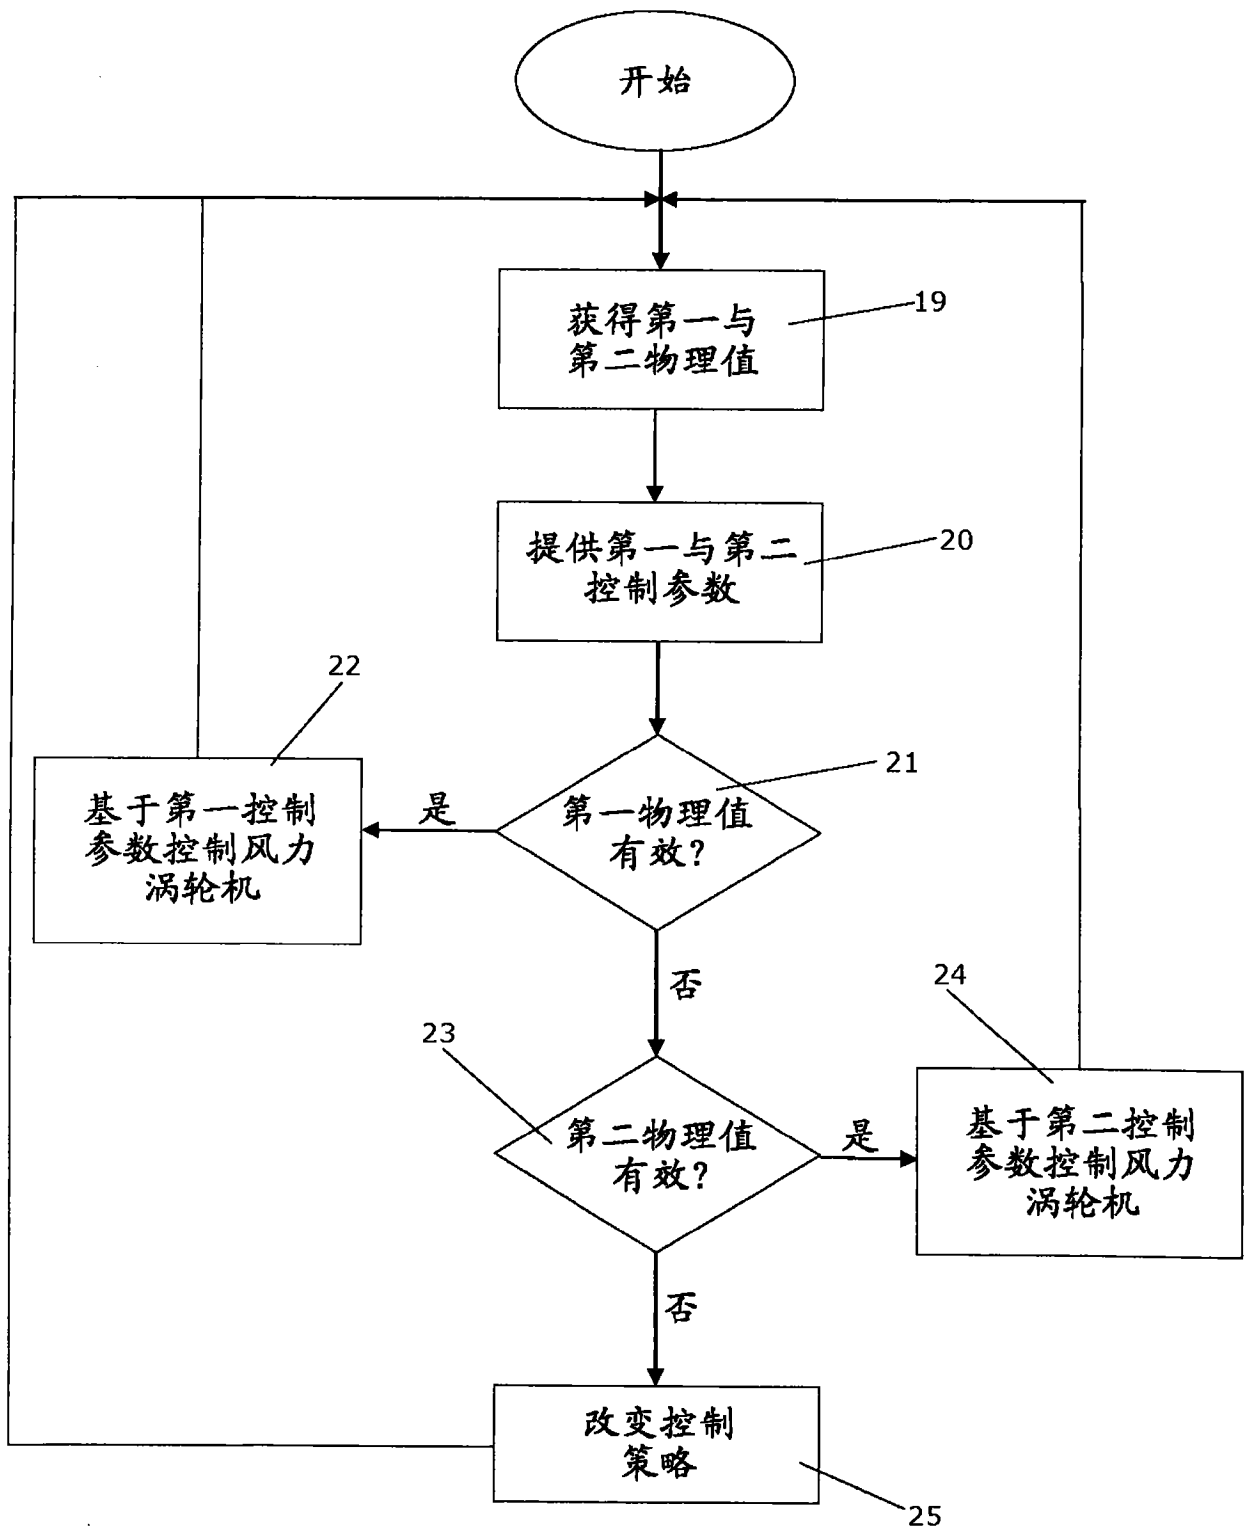 开始
获得第一与
第二物理值
19
提供第一与第二
控制参数
20
22
基于第一控制
参数控制风力
涡轮机
是
第一物理值
有效?
21
否
23
第二物理值
有效?
是
24
基于第二控制
参数控制风力
涡轮机
否
改变控制
策略
25